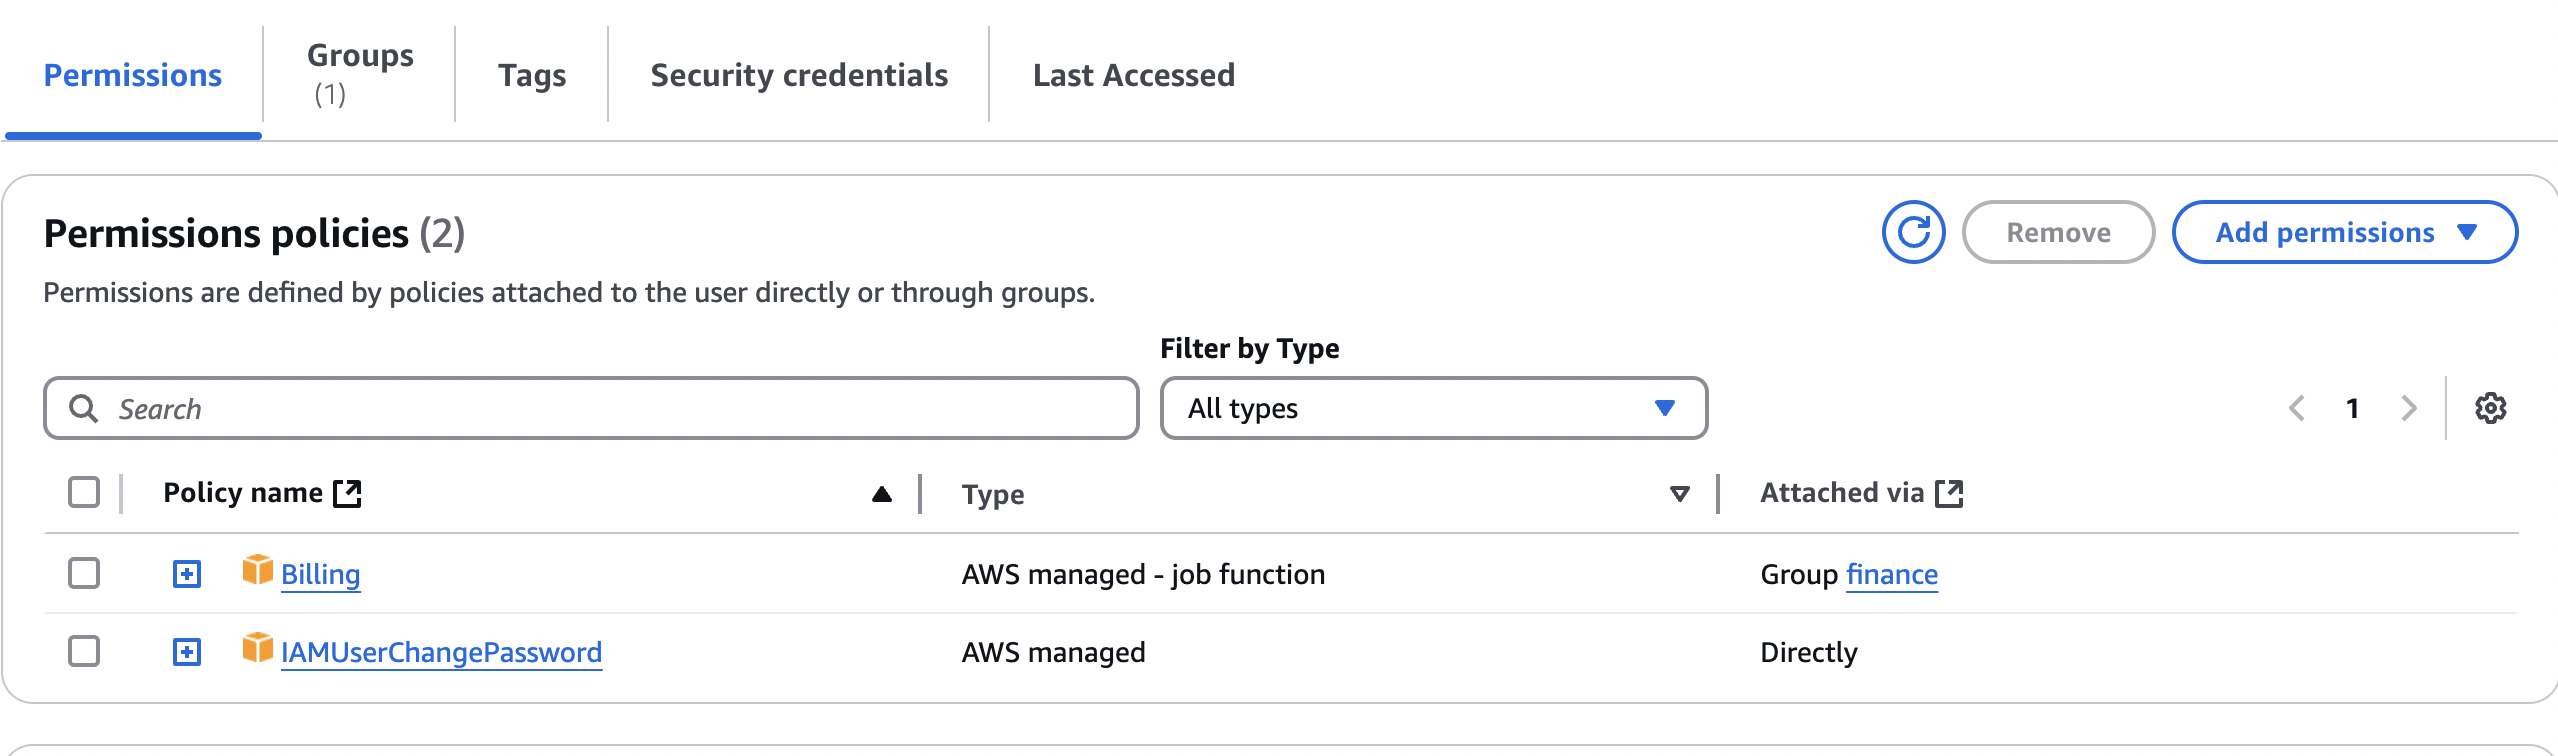 Permissions
Groups
(1)
Tags
Security credentials
Last Accessed
Permissions policies (2)
Remove
Add permissions
Permissions are defined by policies attached to the user directly or through groups.
Filter by Type
Search
All types
1
Policy name
Type
Attached via
Billing
AWS managed - job function
Group finance
IAMUserChangePassword
AWS managed
Directly